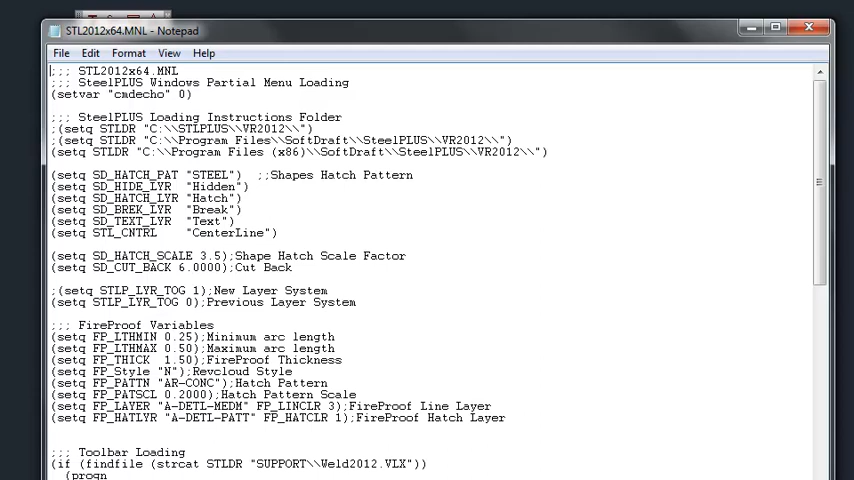 STL2012x64.MNL - Notepad
File Edit Format View Help
;;; STL2012x64.MNL
;;; SteelPLUS Windows Partial Menu Loading
(setvar "cmdecho" 0)
;;; SteelPLUS Loading Instructions Folder
;(setq STLDR "C:\\STLPLUS\\VR2012\\")
;(setq STLDR "C:\\Program Files\\SoftDraft\\SteelPLUS\\VR2012\\")
(setq STLDR "C:\\Program Files (x86)\\SoftDraft\\SteelPLUS\\VR2012\\")
(setq SD_HATCH_PAT "STEEL")  ;;Shapes Hatch Pattern
(setq SD_HIDE_LYR  "Hidden")
(setq SD_HATCH_LYR "Hatch")
(setq SD_BREK_LYR  "Break")
(setq SD_TEXT_LYR  "Text")
(setq STL_CNTRL    "CenterLine")
(setq SD_HATCH_SCALE 3.5);Shape Hatch Scale Factor
(setq SD_CUT_BACK 6.0000);Cut Back
;(setq STLP_LYR_TOG 1);New Layer System
(setq STLP_LYR_TOG 0);Previous Layer System
;;; FireProof Variables
(setq FP_LTHMIN 0.25);Minimum arc length
(setq FP_LTHMAX 0.50);Maximum arc length
(setq FP_THICK  1.50);FireProof Thickness
(setq FP_Style "N");Revcloud Style
(setq FP_PATTN "AR-CONC");Hatch Pattern
(setq FP_PATSCL 0.2000);Hatch Pattern Scale
(setq FP_LAYER "A-DETL-MEDM" FP_LINCLR 3);FireProof Line Layer
(setq FP_HATLYR "A-DETL-PATT" FP_HATCLR 1);FireProof Hatch Layer
;;; Toolbar Loading
(if (findfile (strcat STLDR "SUPPORT\\Weld2012.VLX"))
(progn